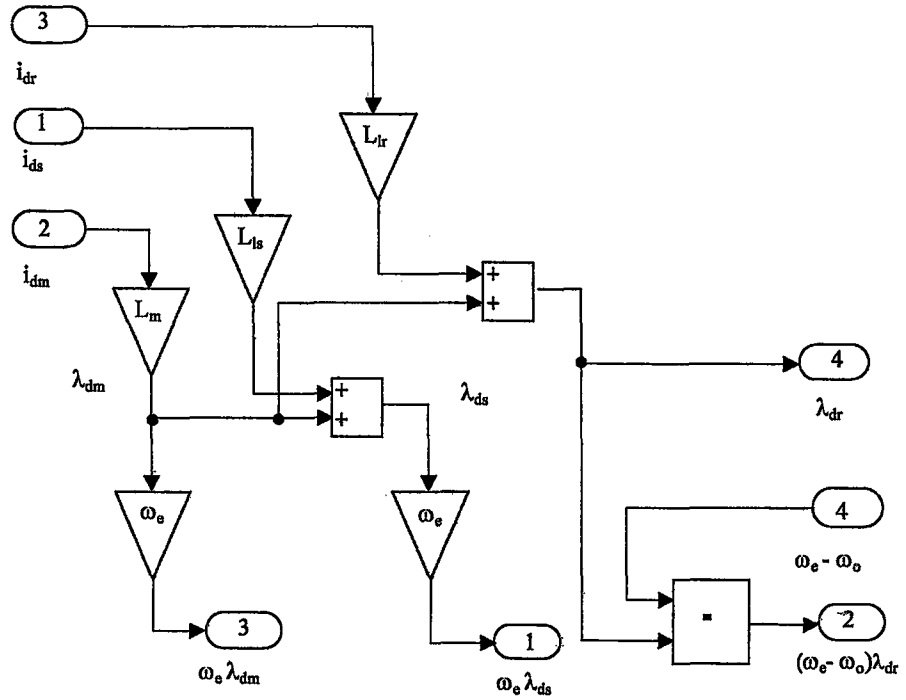 3
i_dr
1
i_ds
L_lr
2
L_ls
i_dm
L_m
+
+
λ_dm
λ_ds
4
λ_dr
+
+
ω_e
ω_e
4
ω_e - ω_o
3
1
2
ω_e λ_dm
ω_e λ_ds
(ω_e - ω_o)λ_dr